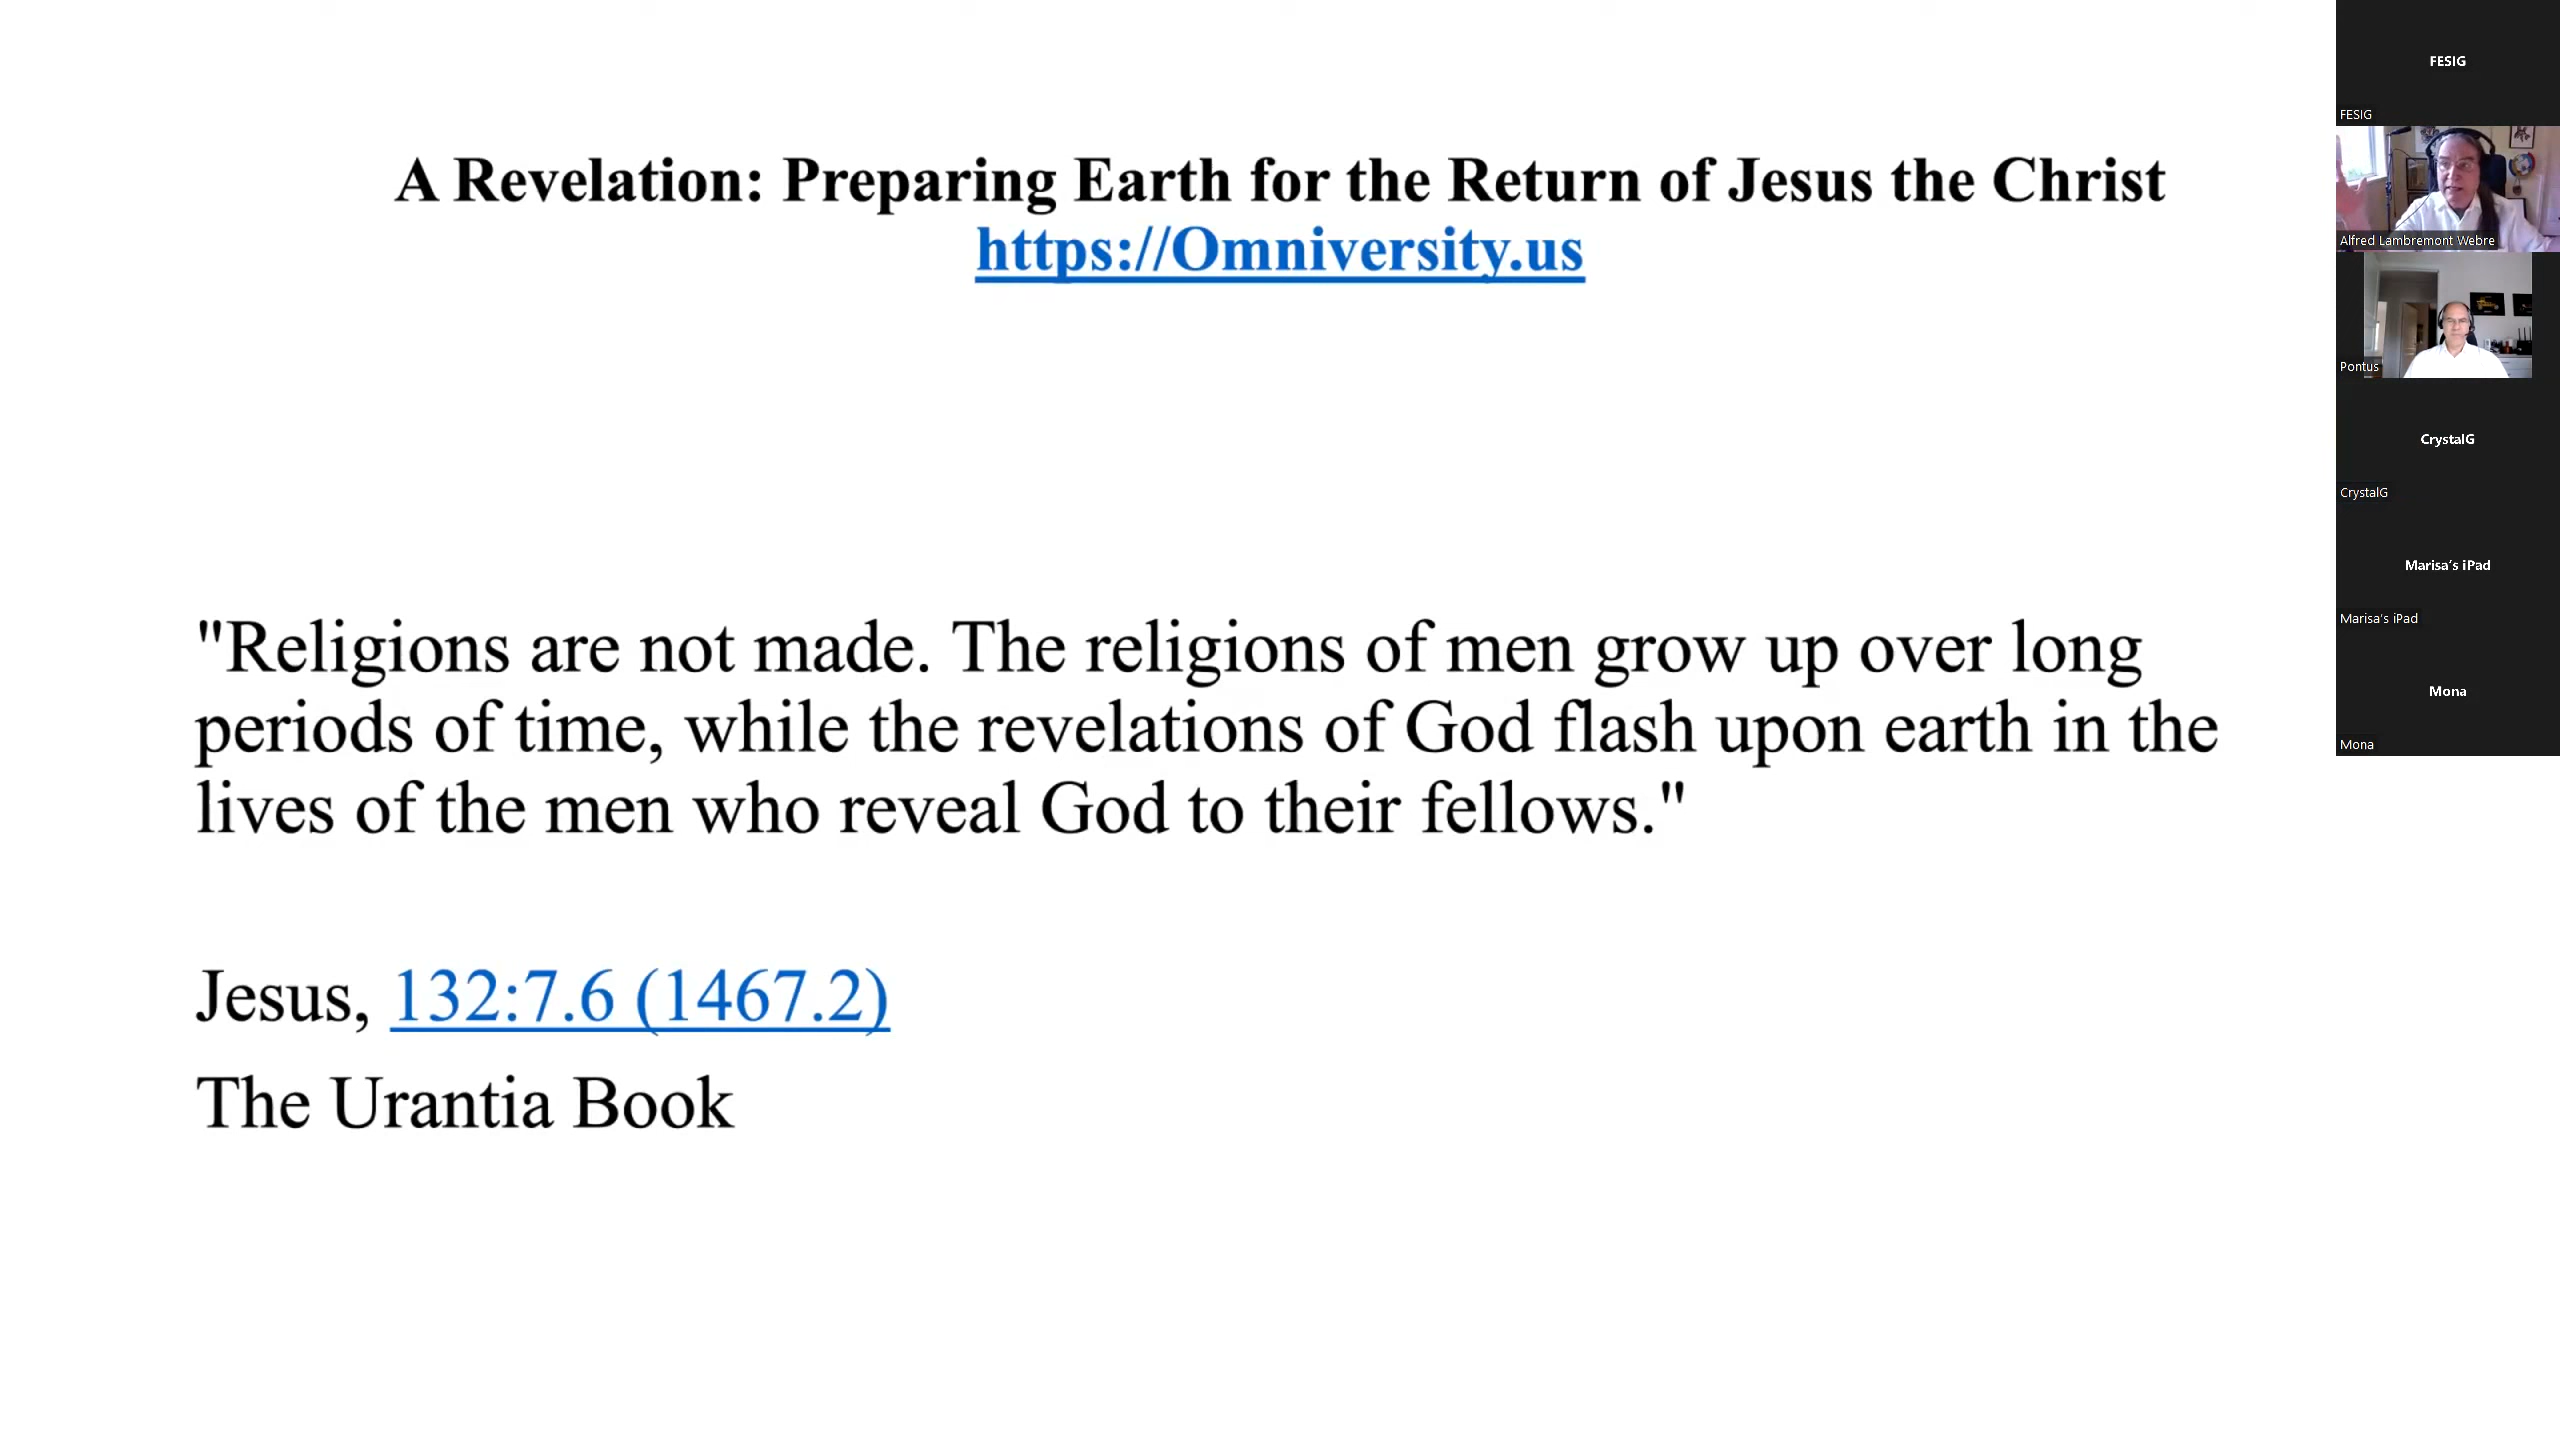 A Revelation: Preparing Earth for the Return of Jesus the Christ
https://Omniversity.us
"Religions are not made. The religions of men grow up over long
periods of time, while the revelations of God flash upon earth in the
lives of the men who reveal God to their fellows."
Jesus, 132:7.6 (1467.2)
The Urantia Book
FESIG
FESIG
Alfred Lambremont Webre
Pontus
CrystalG
CrystalG
Marisa's iPad
Marisa's iPad
Mona
Mona